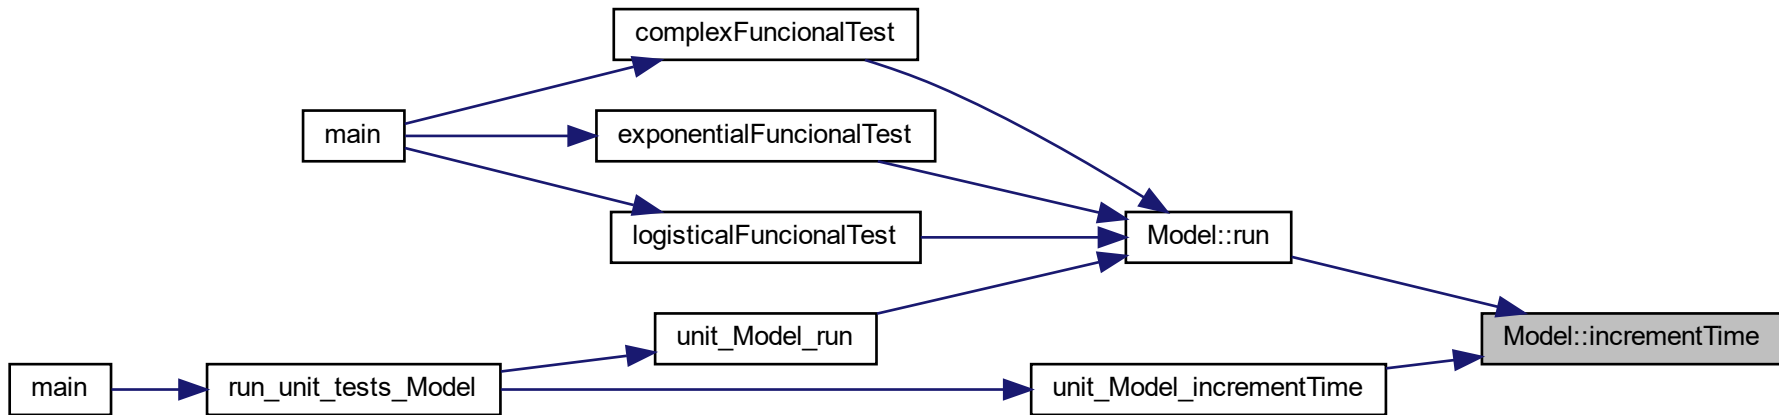 complexFuncionalTest
main
exponentialFuncionalTest
logisticalFuncionalTest
Model::run
unit_Model_run
Model::incrementTime
main
run_unit_tests_Model
unit_Model_incrementTime